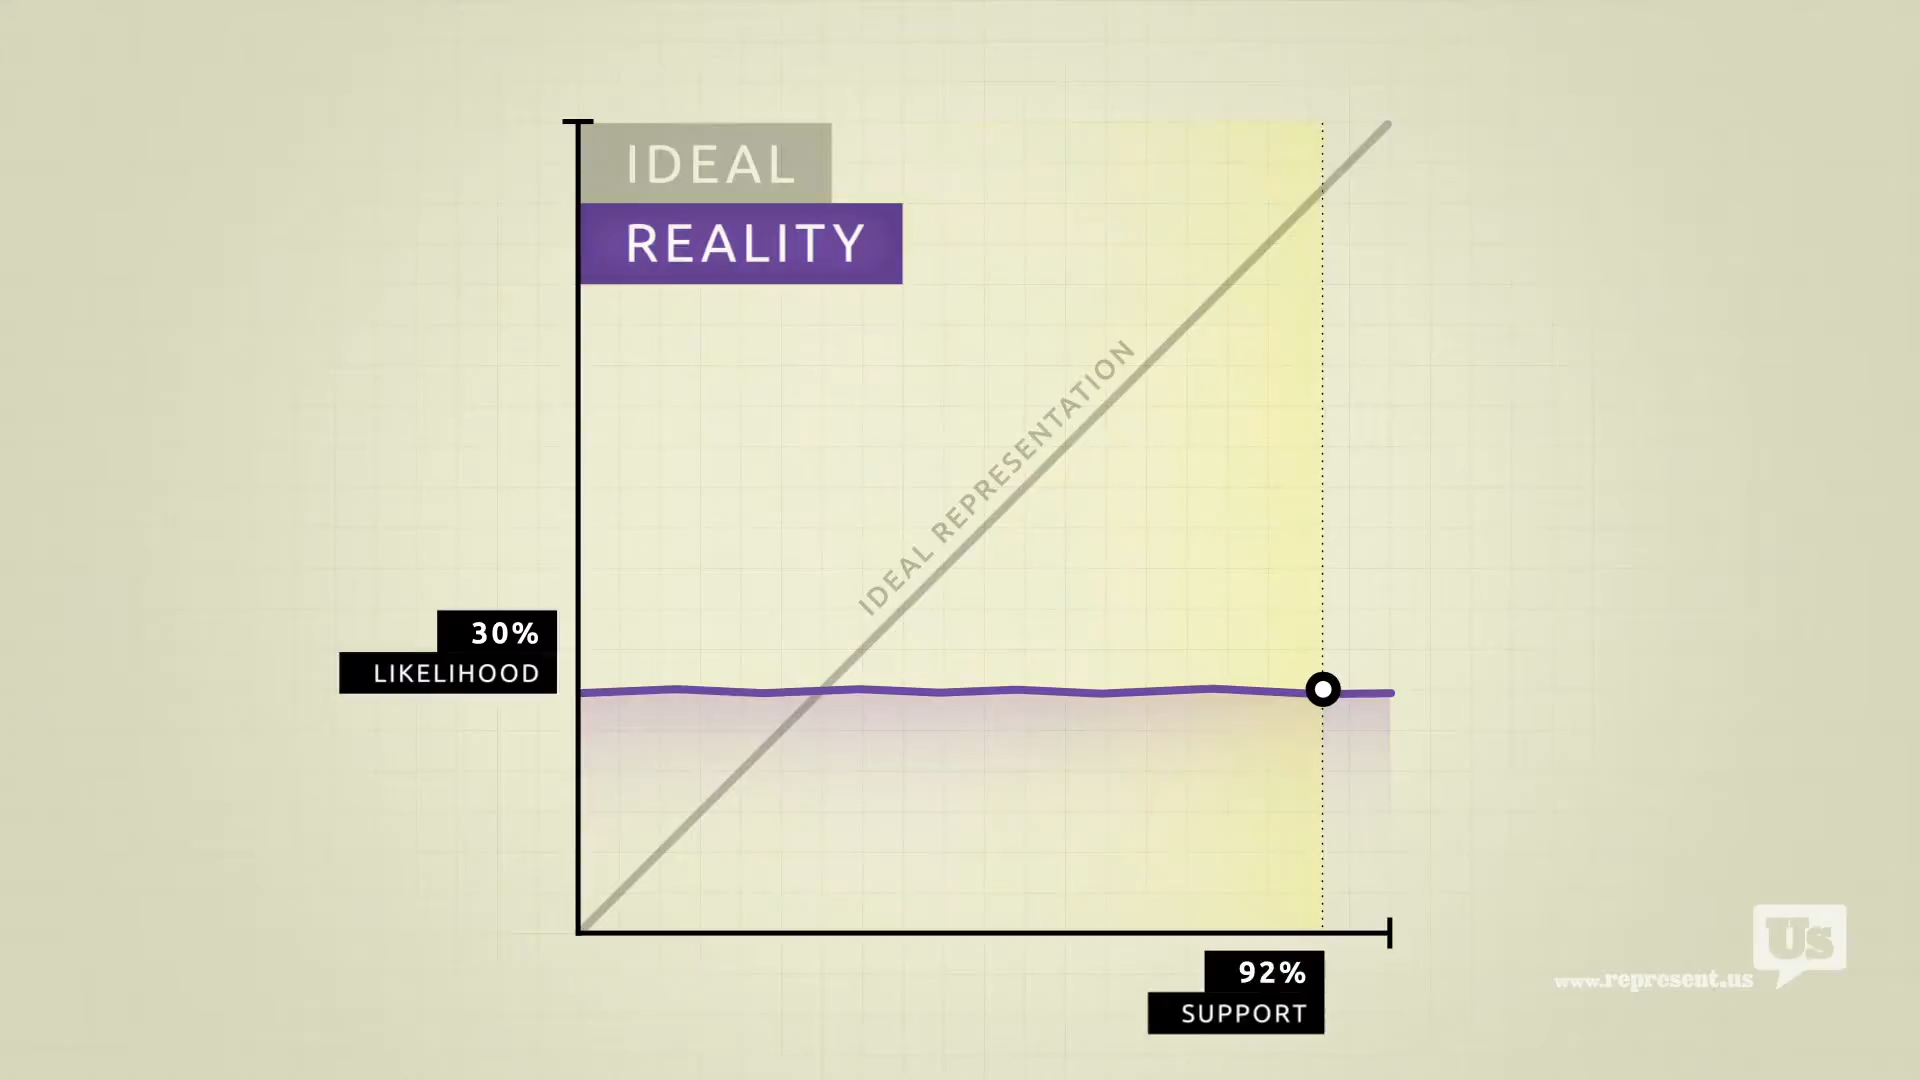 IDEAL
REALITY
IDEAL REPRESENTATION
30%
LIKELIHOOD
92%
SUPPORT
Us
www.represent.us